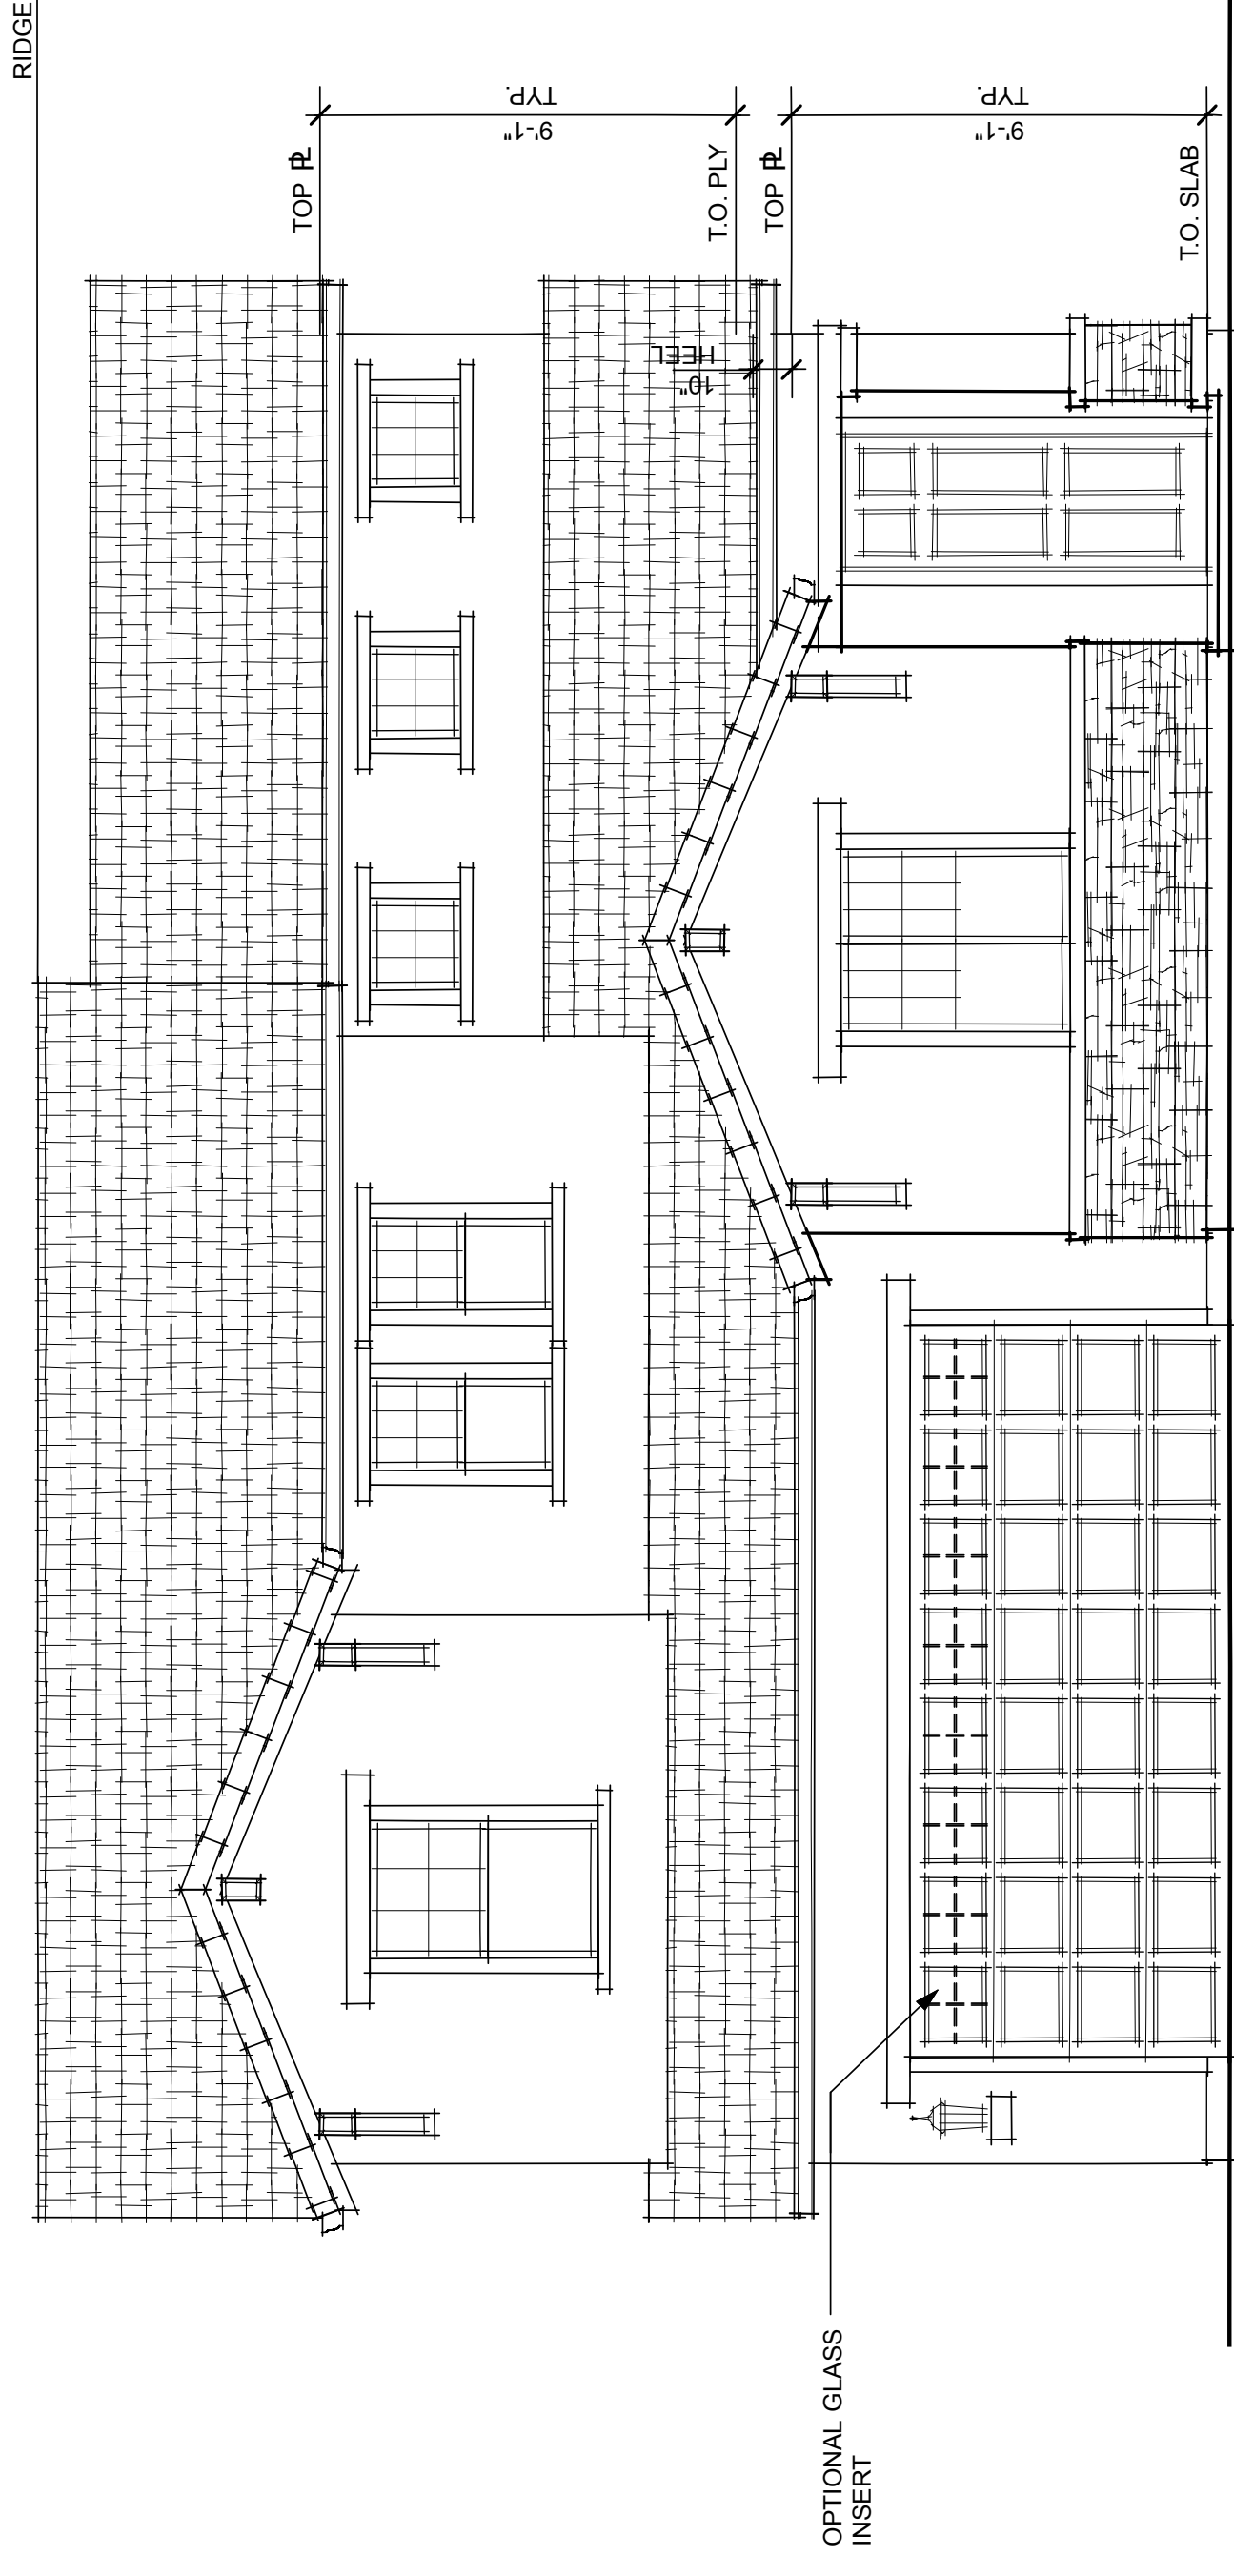 RIDGE
TOP PL
9'-1"
TYP.
T.O. PLY
TOP PL
10"
HEEL
9'-1"
TYP.
T.O. SLAB
OPTIONAL GLASS
INSERT